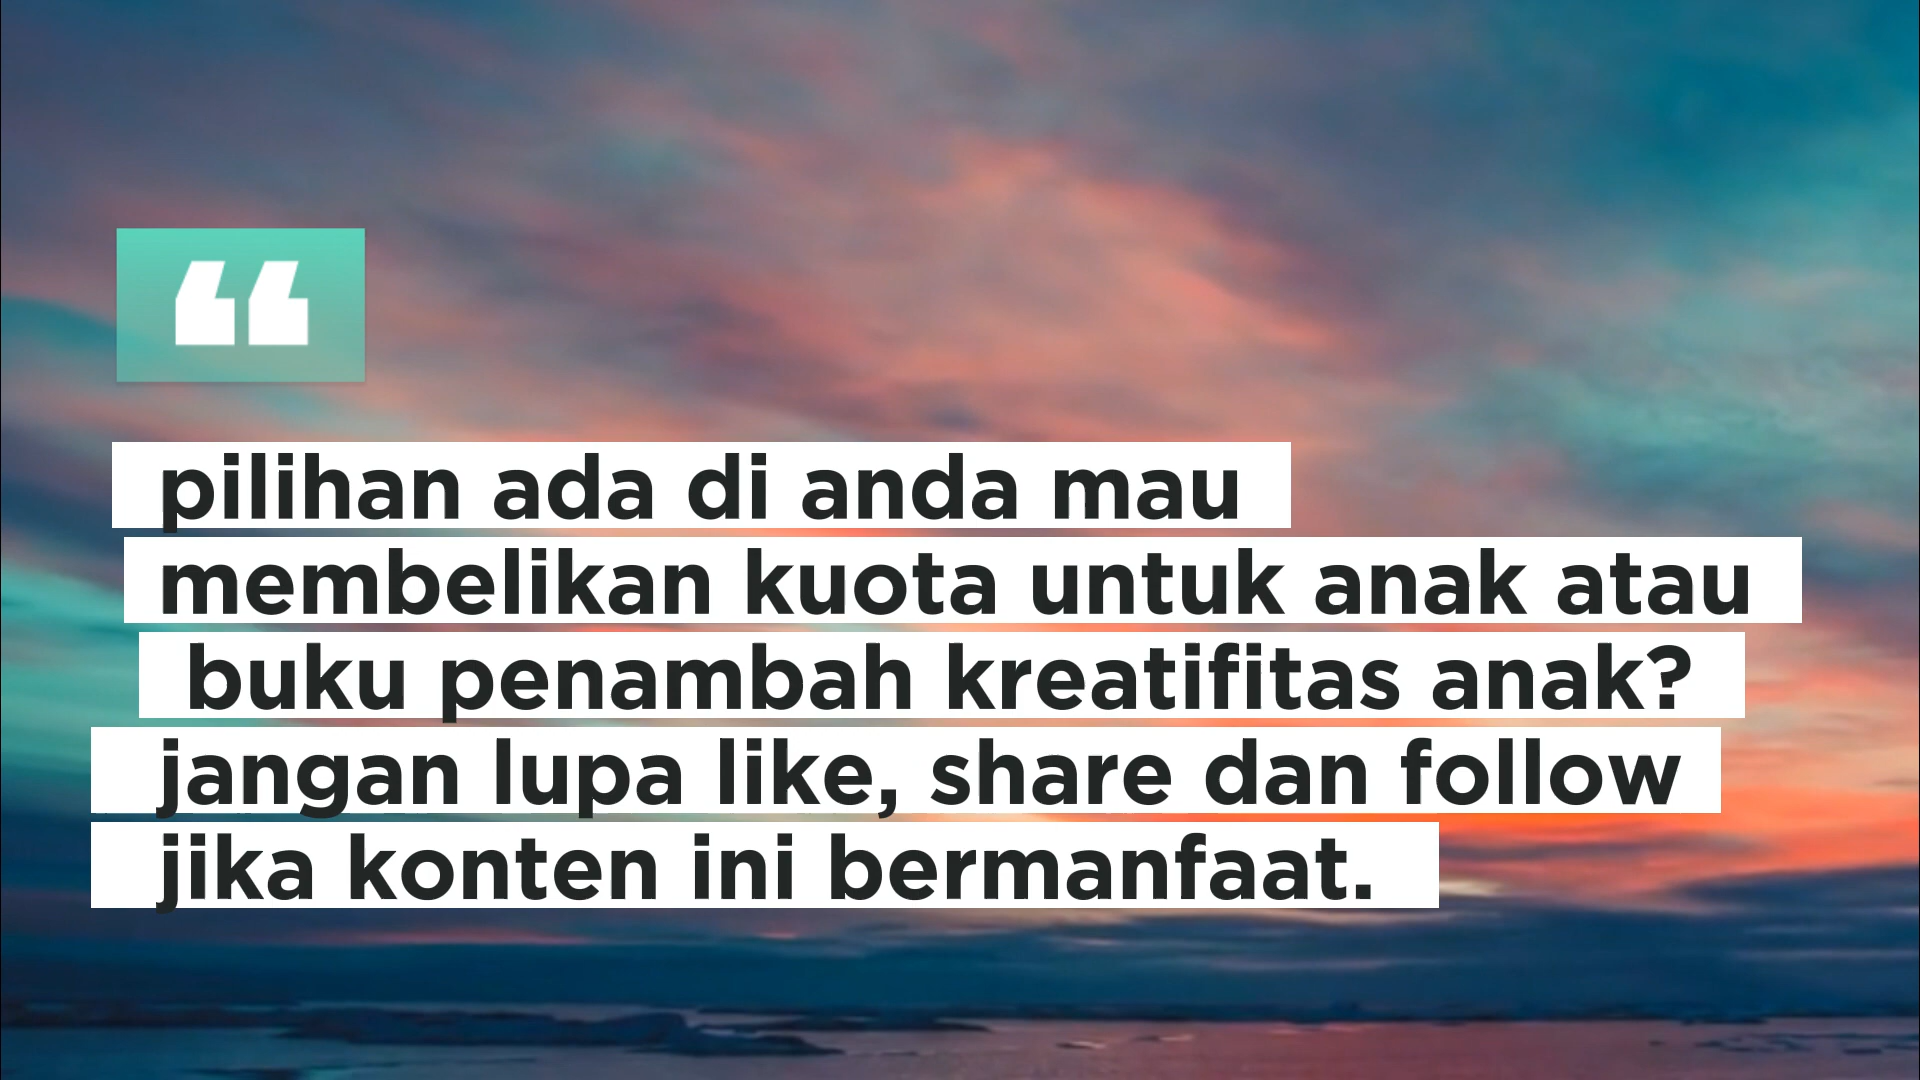 “
pilihan ada di anda mau
membelikan kuota untuk anak atau
buku penambah kreatifitas anak?
jangan lupa like, share dan follow
jika konten ini bermanfaat.